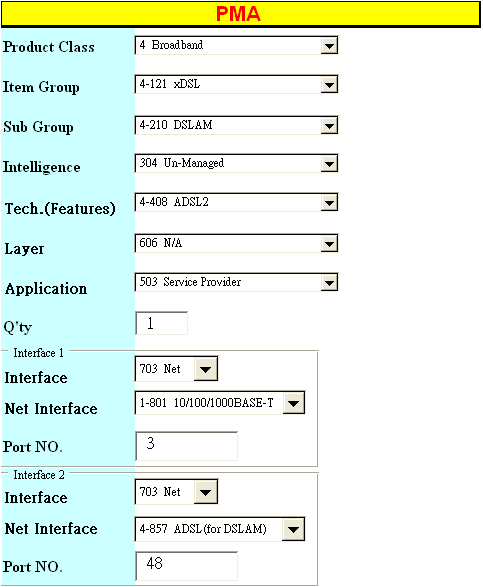 PMA
Product Class 4 Broadband
Item Group 4-121 xDSL
Sub Group 4-210 DSLAM
Intelligence 304 Un-Managed
Tech.(Features) 4-408 ADSL2
Layer 606 N/A
Application 503 Service Provider
Q'ty 1
Interface 1
Interface 703 Net
Net Interface 1-801 10/100/1000BASE-T
Port NO. 3
Interface 2
Interface 703 Net
Net Interface 4-857 ADSL(for DSLAM)
Port NO. 48